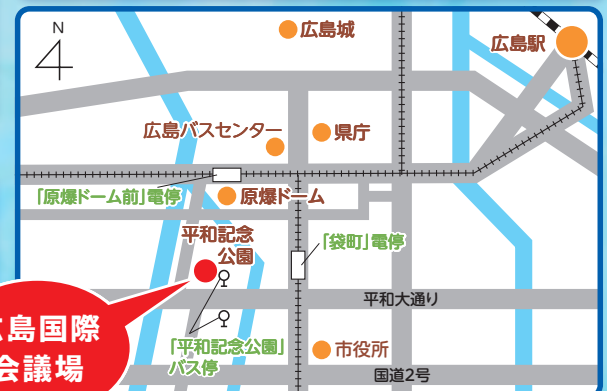 N
広島城
広島駅
広島バスセンター
県庁
「原爆ドーム前」電停
原爆ドーム
平和記念
公園
「袋町」電停
平和大通り
広島国際
会議場
「平和記念公園」
バス停
市役所
国道2号